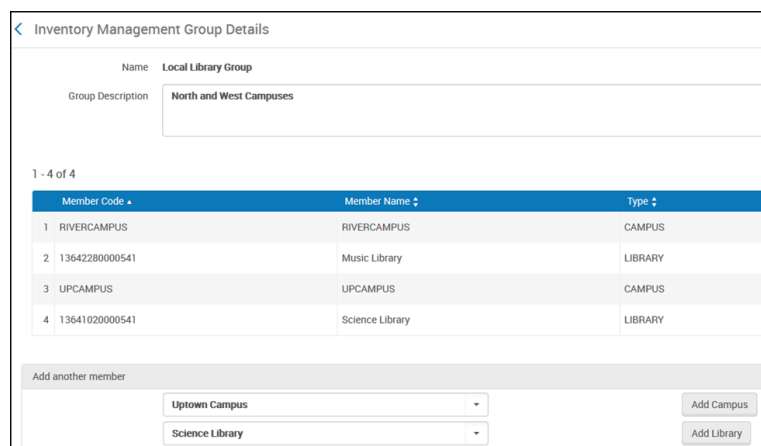 Inventory Management Group Details
Name Local Library Group
Group Description North and West Campuses
1 - 4 of 4
Member Code Member Name Type
1 RIVERCAMPUS RIVERCAMPUS CAMPUS
2 13642280000541 Music Library LIBRARY
3 UPCAMPUS UPCAMPUS CAMPUS
4 13641020000541 Science Library LIBRARY
Add another member
Uptown Campus Add Campus
Science Library Add Library